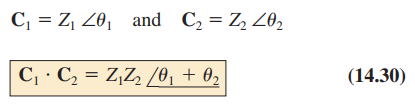 C₁ = Z₁ ∠θ₁ and C₂ = Z₂ ∠θ₂
C₁ · C₂ = Z₁Z₂ /θ₁ + θ₂ (14.30)